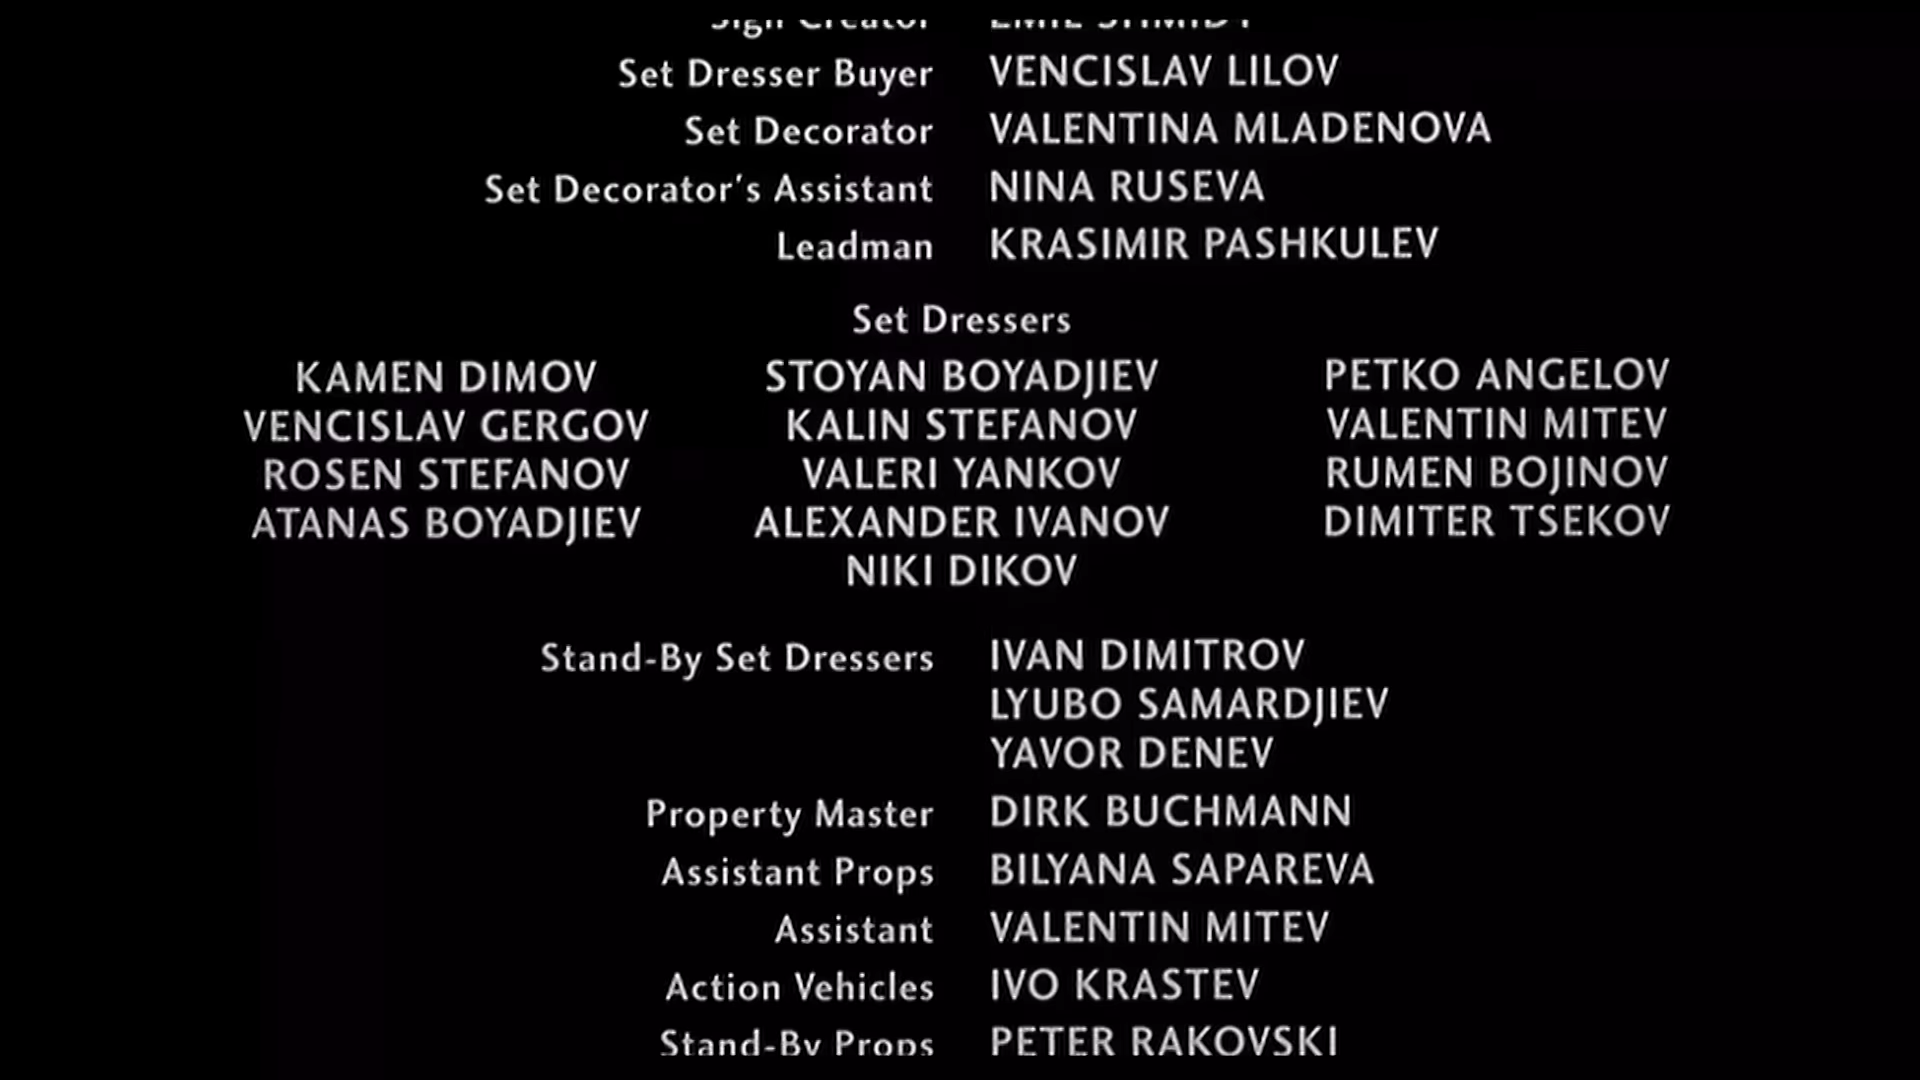 Sign Creator
Set Dresser Buyer VENCISLAV LILOV
Set Decorator VALENTINA MLADENOVA
Set Decorator's Assistant NINA RUSEVA
Leadman KRASIMIR PASHKULEV
Set Dressers
KAMEN DIMOV STOYAN BOYADJIEV PETKO ANGELOV
VENCISLAV GERGOV KALIN STEFANOV VALENTIN MITEV
ROSEN STEFANOV VALERI YANKOV RUMEN BOJINOV
ATANAS BOYADJIEV ALEXANDER IVANOV DIMITER TSEKOV
NIKI DIKOV
Stand-By Set Dressers IVAN DIMITROV
LYUBO SAMARDJIEV
YAVOR DENEV
Property Master DIRK BUCHMANN
Assistant Props BILYANA SAPAREVA
Assistant VALENTIN MITEV
Action Vehicles IVO KRASTEV
Stand-By Props PETER RAKOVSKI